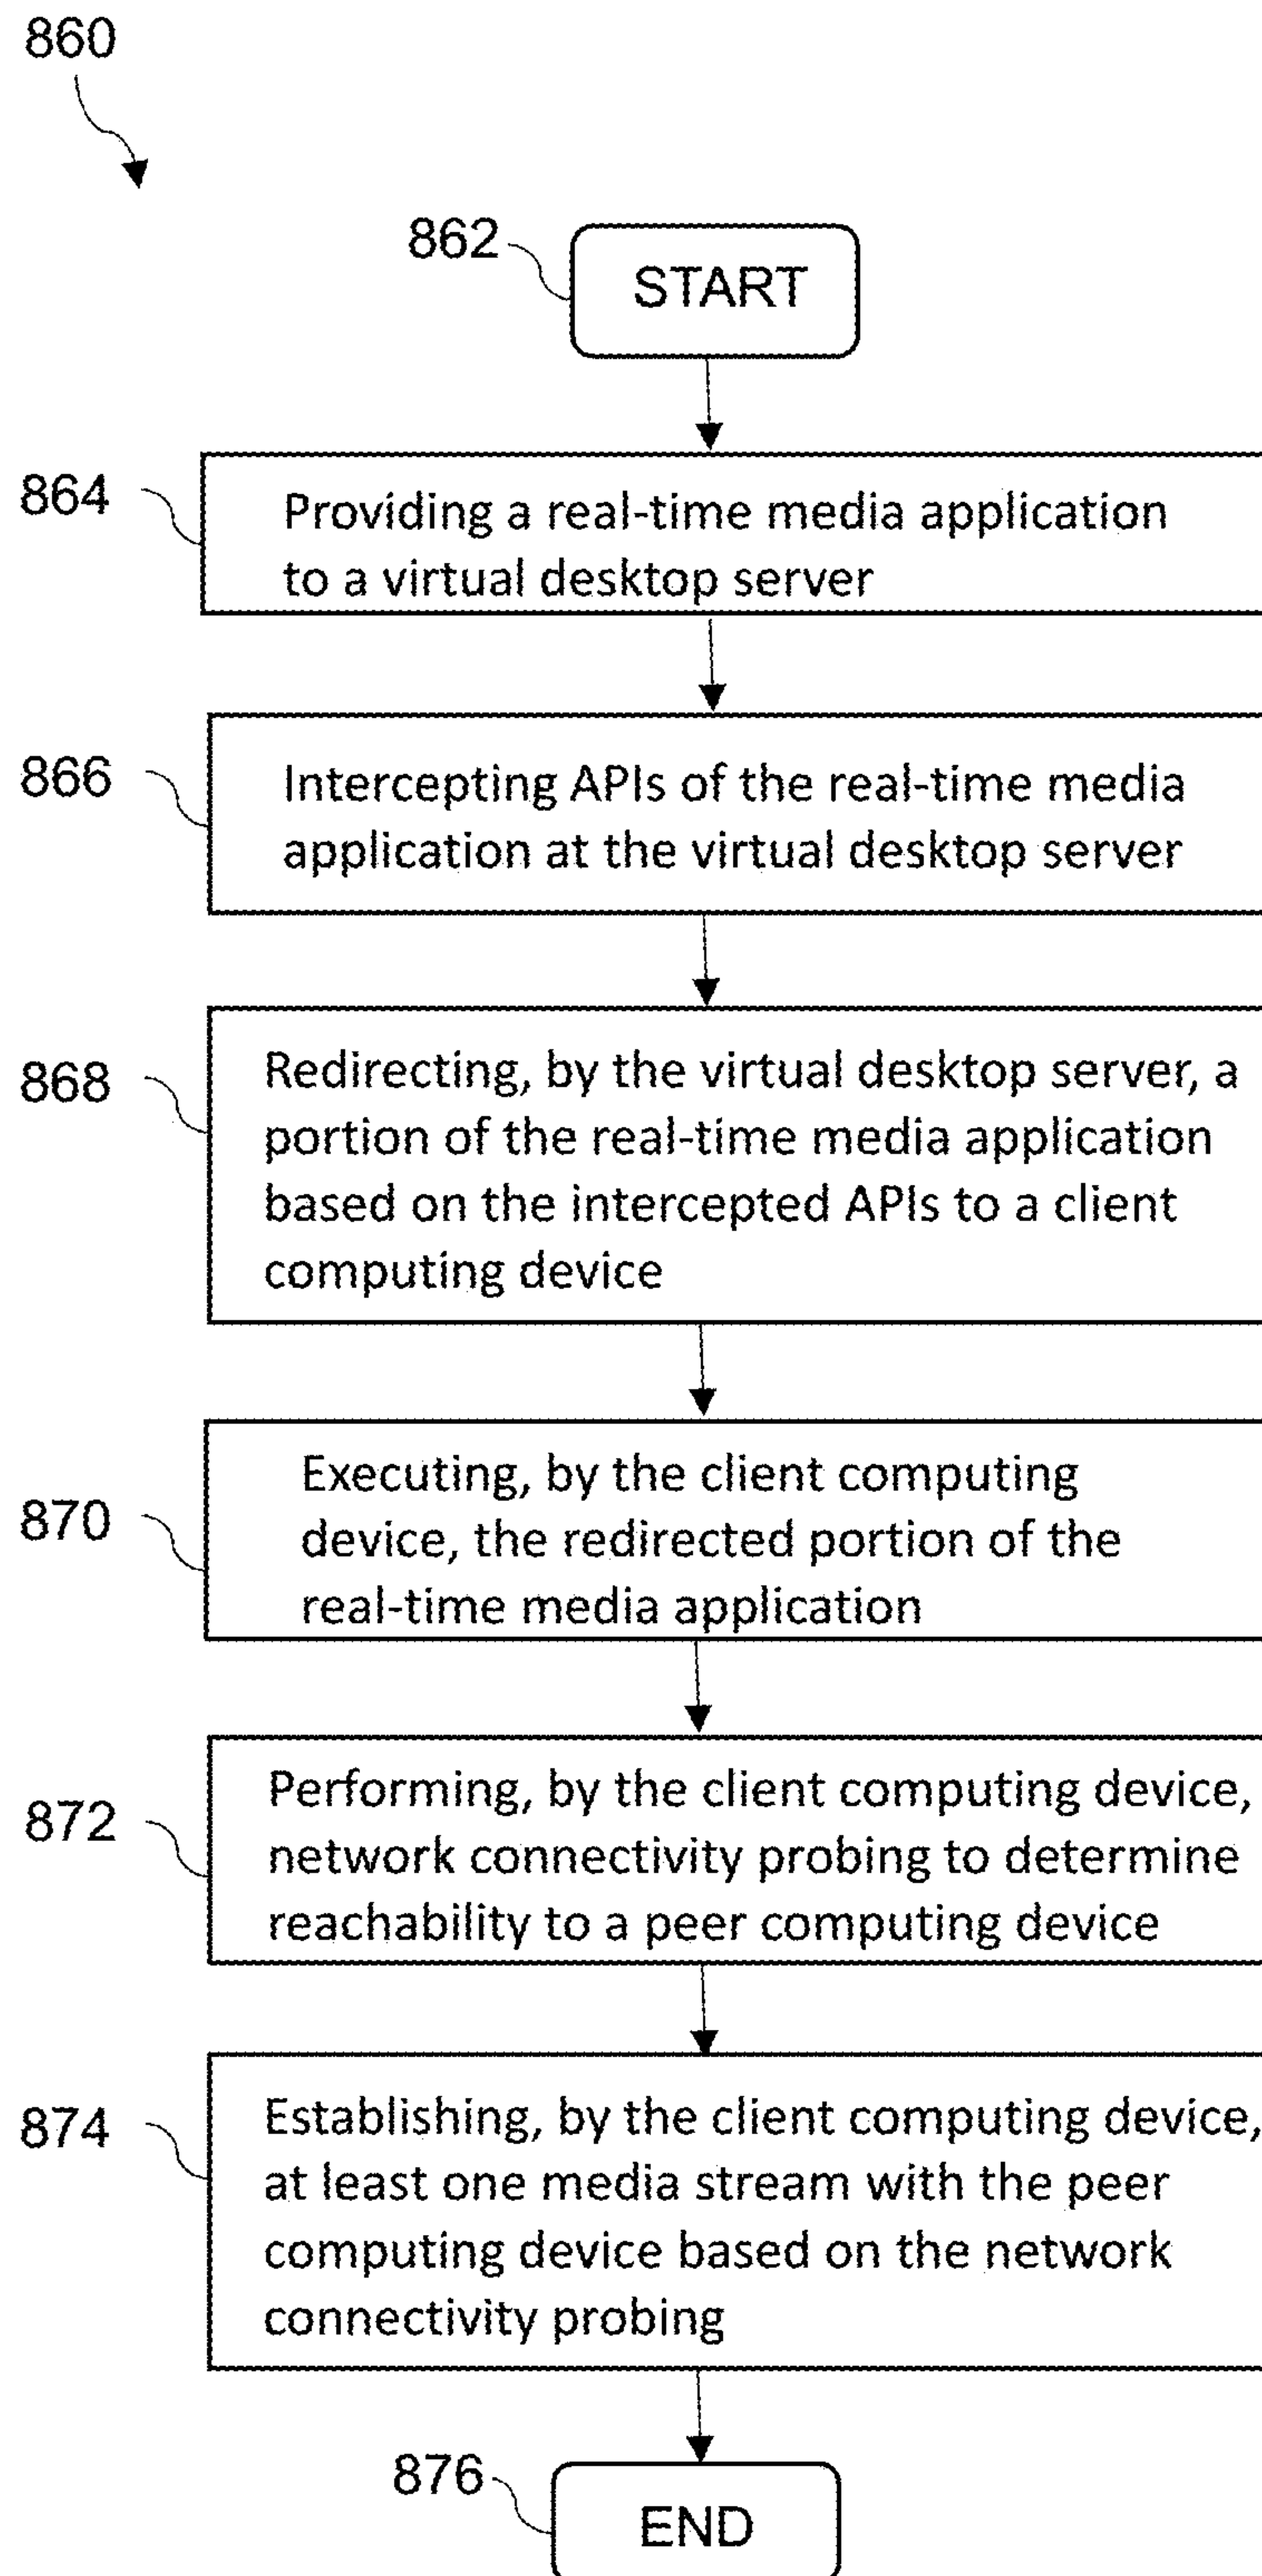 860
862
START
864
Providing a real-time media application
to a virtual desktop server
866
Intercepting APIs of the real-time media
application at the virtual desktop server
868
Redirecting, by the virtual desktop server, a
portion of the real-time media application
based on the intercepted APIs to a client
computing device
870
Executing, by the client computing
device, the redirected portion of the
real-time media application
872
Performing, by the client computing device,
network connectivity probing to determine
reachability to a peer computing device
874
Establishing, by the client computing device,
at least one media stream with the peer
computing device based on the network
connectivity probing
876
END